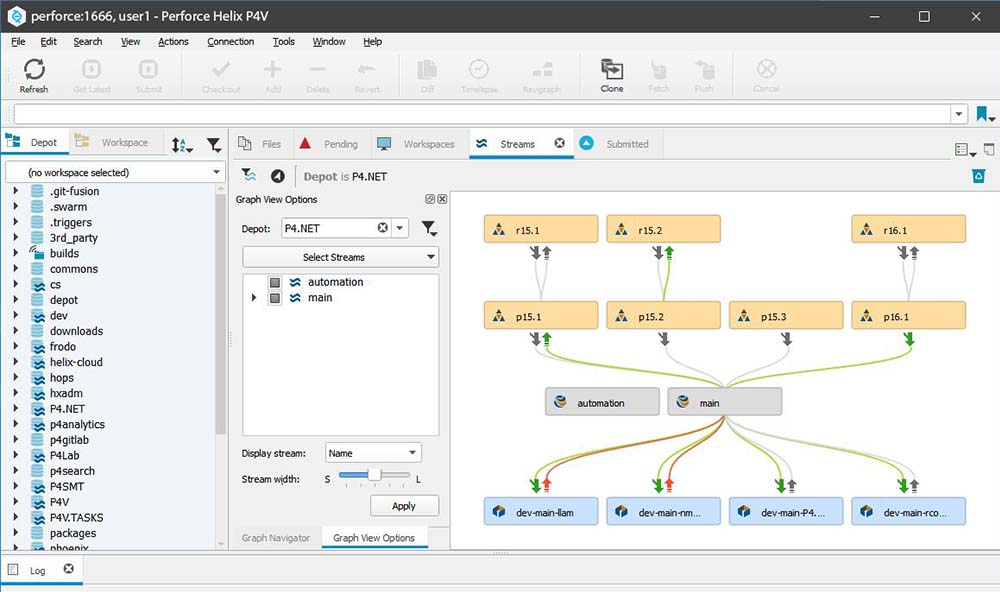 perforce:1666, user1 - Perforce Helix P4V
File Edit Search View Actions Connection Tools Window Help
Refresh Get Latest Submit Checkout Add Delete Revert Diff Timelapse Revgraph Clone Fetch Push Cancel
Depot Workspace
(no workspace selected)
.git-fusion
.swarm
.triggers
3rd_party
builds
commons
cs
depot
dev
downloads
frodo
helix-cloud
hops
hxadm
P4.NET
p4analytics
p4gitlab
P4Lab
p4search
P4SMT
P4V
P4V.TASKS
packages
phoenix
Files Pending Workspaces Streams Submitted
Depot is P4.NET
Graph View Options
Depot: P4.NET
Select Streams
automation
main
Display stream: Name
Stream width: S L
Apply
Graph Navigator Graph View Options
r15.1 r15.2 r16.1
p15.1 p15.2 p15.3 p16.1
automation main
dev-main-llam dev-main-nm... dev-main-P4.... dev-main-rco...
Log